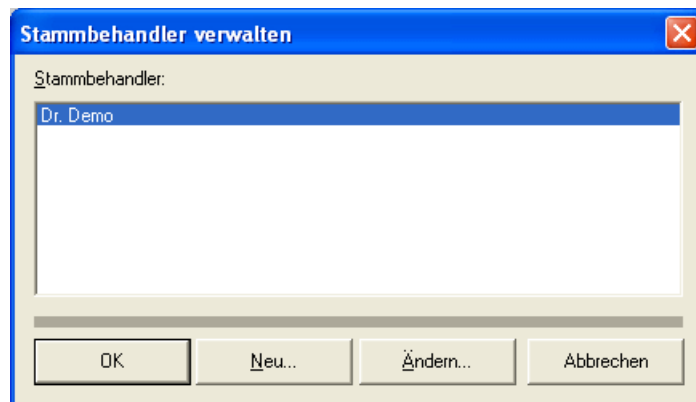 Stammbehandler verwalten
Stammbehandler:
Dr. Demo
OK Neu... Ändern... Abbrechen